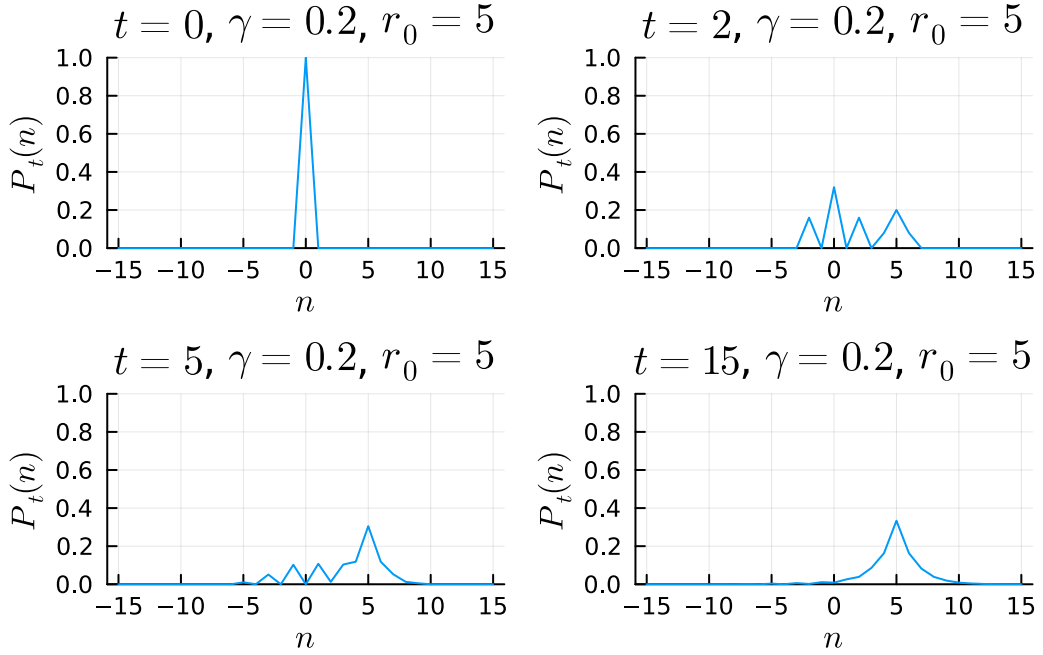 t = 0, γ = 0.2, r₀ = 5
1.0
0.8
0.6
0.4
0.2
0.0
P_t(n)
−15 −10 −5 0 5 10 15
n
t = 2, γ = 0.2, r₀ = 5
1.0
0.8
0.6
0.4
0.2
0.0
P_t(n)
−15 −10 −5 0 5 10 15
n
t = 5, γ = 0.2, r₀ = 5
1.0
0.8
0.6
0.4
0.2
0.0
P_t(n)
−15 −10 −5 0 5 10 15
n
t = 15, γ = 0.2, r₀ = 5
1.0
0.8
0.6
0.4
0.2
0.0
P_t(n)
−15 −10 −5 0 5 10 15
n